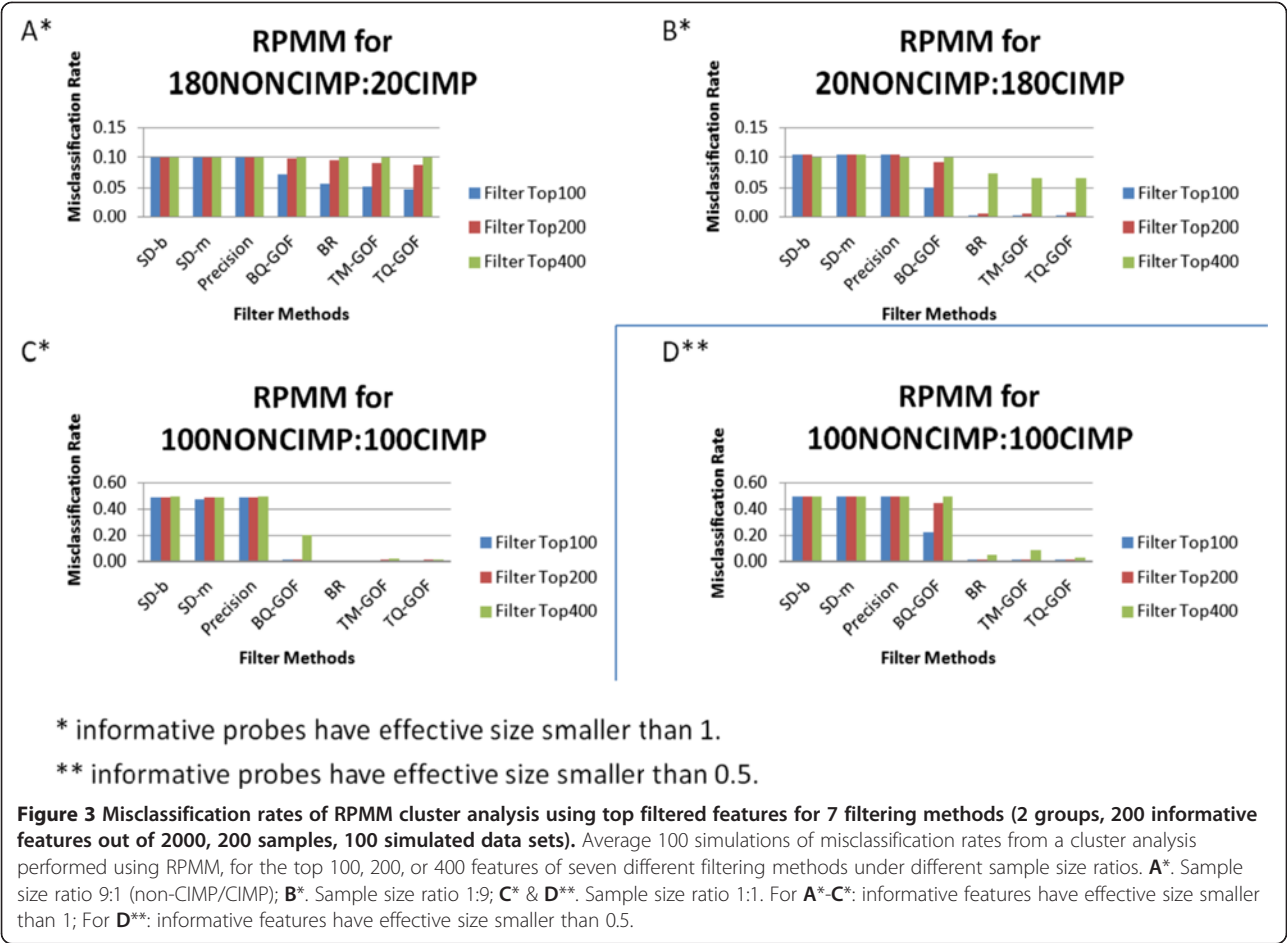 A*
RPMM for
180NONCIMP:20CIMP
Misclassification Rate
0.15
0.10
0.05
0.00
SD-b
SD-m
Precision
BQ-GOF
BR
TM-GOF
TQ-GOF
Filter Methods
Filter Top100
Filter Top200
Filter Top400
B*
RPMM for
20NONCIMP:180CIMP
Misclassification Rate
0.15
0.10
0.05
0.00
SD-b
SD-m
Precision
BQ-GOF
BR
TM-GOF
TQ-GOF
Filter Methods
Filter Top100
Filter Top200
Filter Top400
C*
RPMM for
100NONCIMP:100CIMP
Misclassification Rate
0.60
0.40
0.20
0.00
SD-b
SD-m
Precision
BQ-GOF
BR
TM-GOF
TQ-GOF
Filter Methods
Filter Top100
Filter Top200
Filter Top400
D**
RPMM for
100NONCIMP:100CIMP
Misclassification Rate
0.60
0.40
0.20
0.00
SD-b
SD-m
Precision
BQ-GOF
BR
TM-GOF
TQ-GOF
Filter Methods
Filter Top100
Filter Top200
Filter Top400
* informative probes have effective size smaller than 1.
** informative probes have effective size smaller than 0.5.
Figure 3 Misclassification rates of RPMM cluster analysis using top filtered features for 7 filtering methods (2 groups, 200 informative
features out of 2000, 200 samples, 100 simulated data sets). Average 100 simulations of misclassification rates from a cluster analysis
performed using RPMM, for the top 100, 200, or 400 features of seven different filtering methods under different sample size ratios. A*. Sample
size ratio 9:1 (non-CIMP/CIMP); B*. Sample size ratio 1:9; C* & D**. Sample size ratio 1:1. For A*-C*: informative features have effective size smaller
than 1; For D**: informative features have effective size smaller than 0.5.